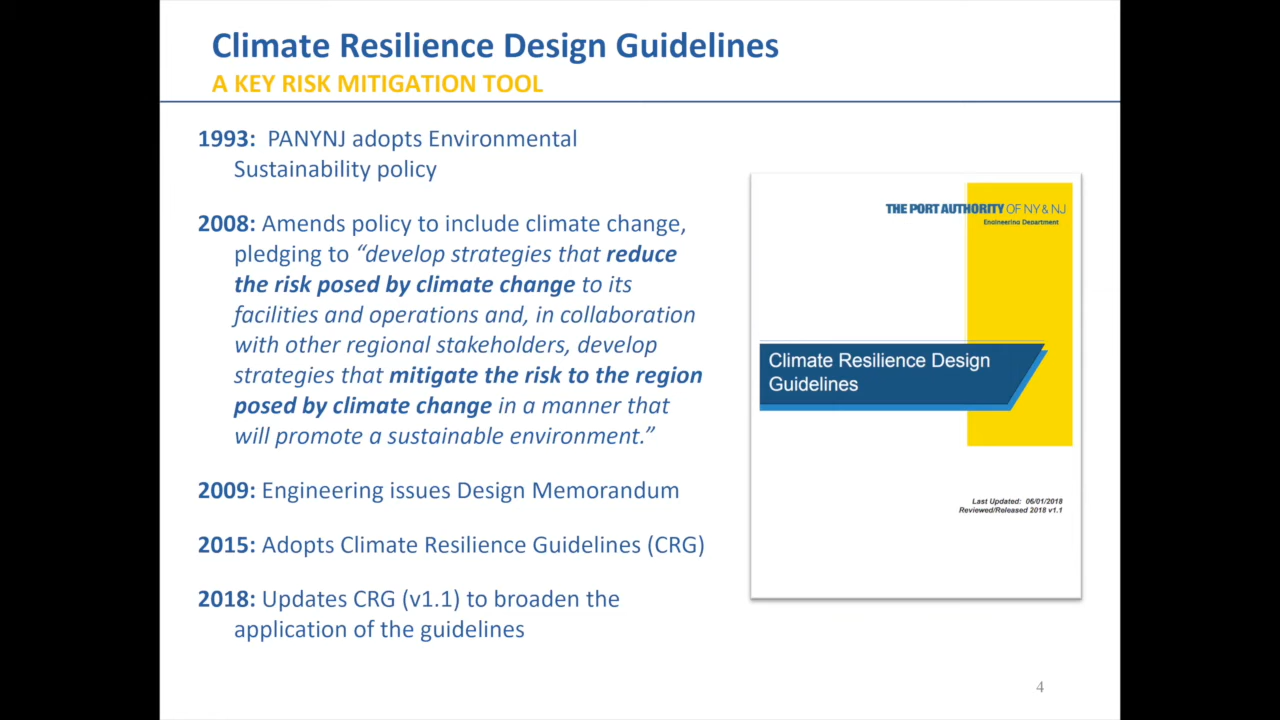 Climate Resilience Design Guidelines
A KEY RISK MITIGATION TOOL
1993: PANYNJ adopts Environmental
Sustainability policy
2008: Amends policy to include climate change,
pledging to “develop strategies that reduce
the risk posed by climate change to its
facilities and operations and, in collaboration
with other regional stakeholders, develop
strategies that mitigate the risk to the region
posed by climate change in a manner that
will promote a sustainable environment.”
2009: Engineering issues Design Memorandum
2015: Adopts Climate Resilience Guidelines (CRG)
2018: Updates CRG (v1.1) to broaden the
application of the guidelines
THE PORT AUTHORITY OF NY & NJ
Engineering Department
Climate Resilience Design
Guidelines
Last Updated: 06/01/2018
Reviewed/Released 2018 v1.1
4